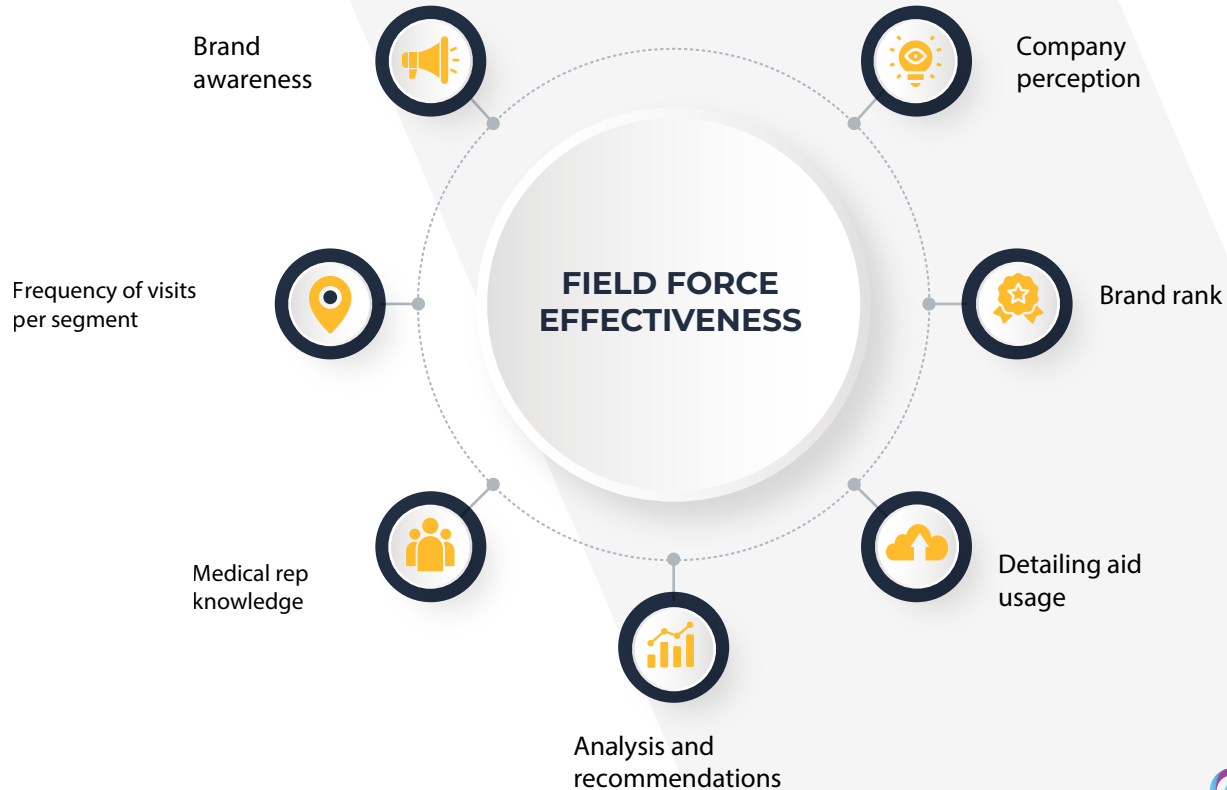 Brand
awareness
Company
perception
Frequency of visits
per segment
FIELD FORCE
EFFECTIVENESS
Brand rank
Medical rep
knowledge
Detailing aid
usage
Analysis and
recommendations